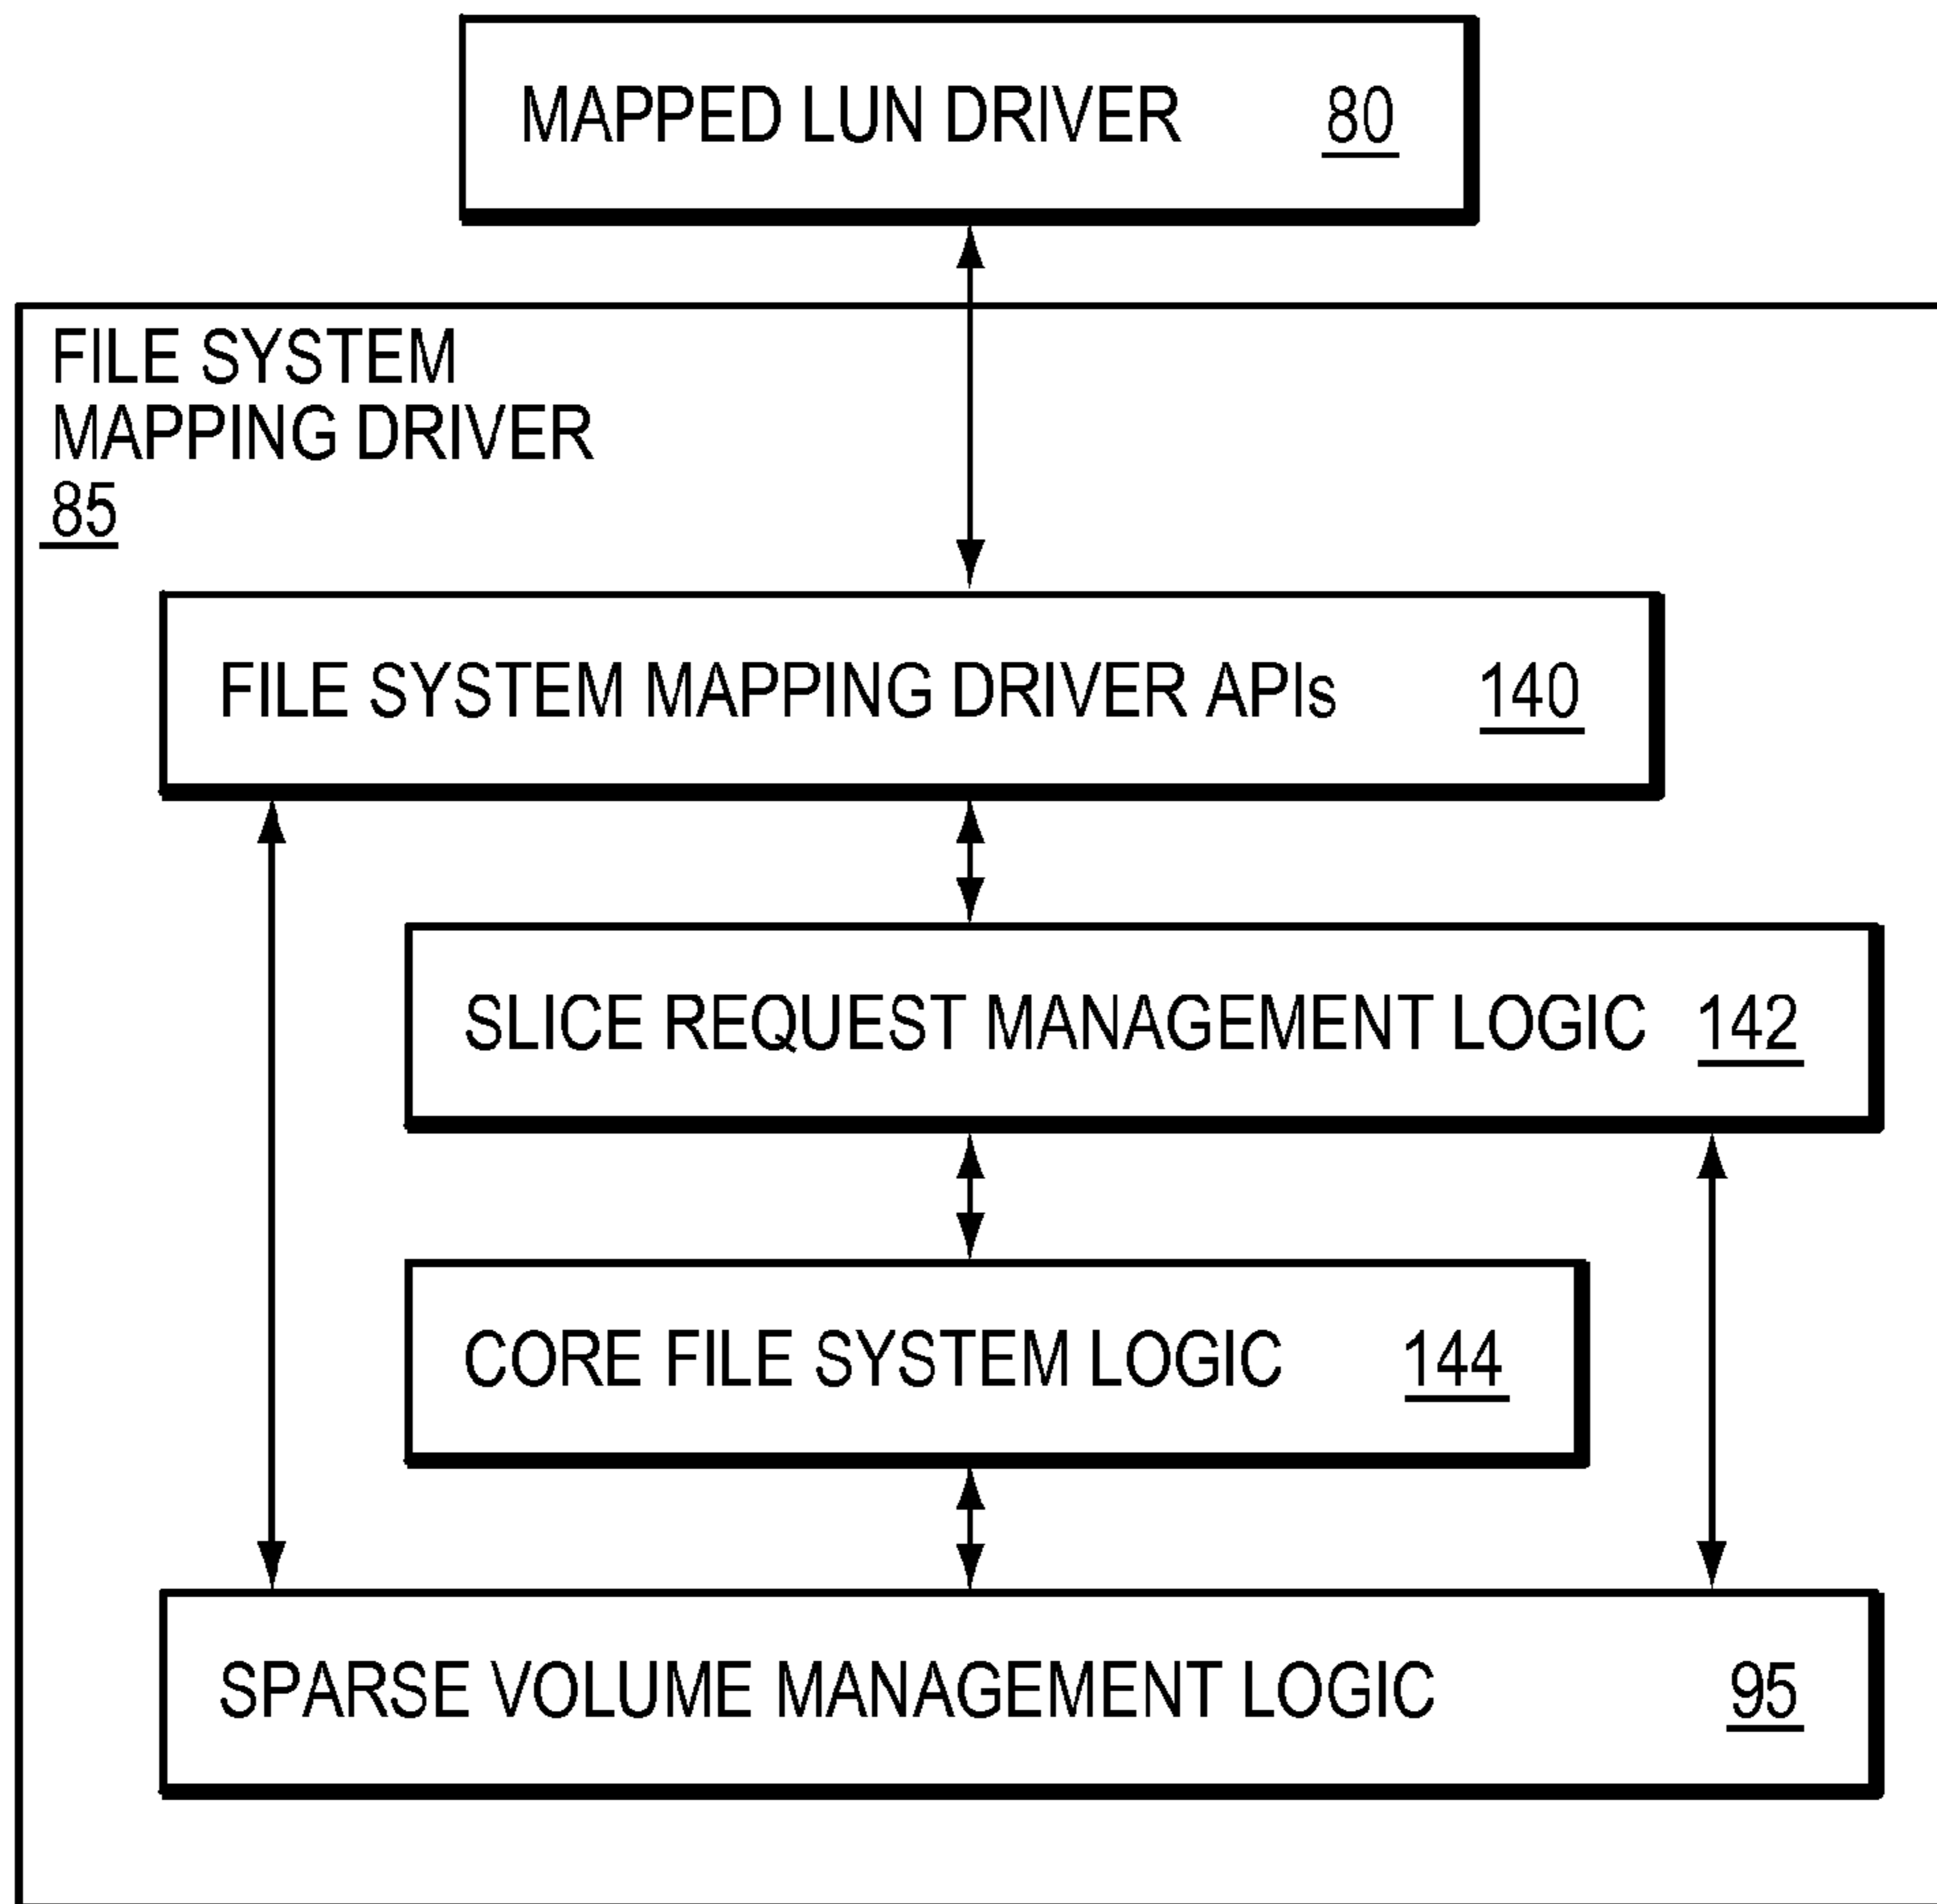 MAPPED LUN DRIVER 80
FILE SYSTEM
MAPPING DRIVER
85
FILE SYSTEM MAPPING DRIVER APIs 140
SLICE REQUEST MANAGEMENT LOGIC 142
CORE FILE SYSTEM LOGIC 144
SPARSE VOLUME MANAGEMENT LOGIC 95